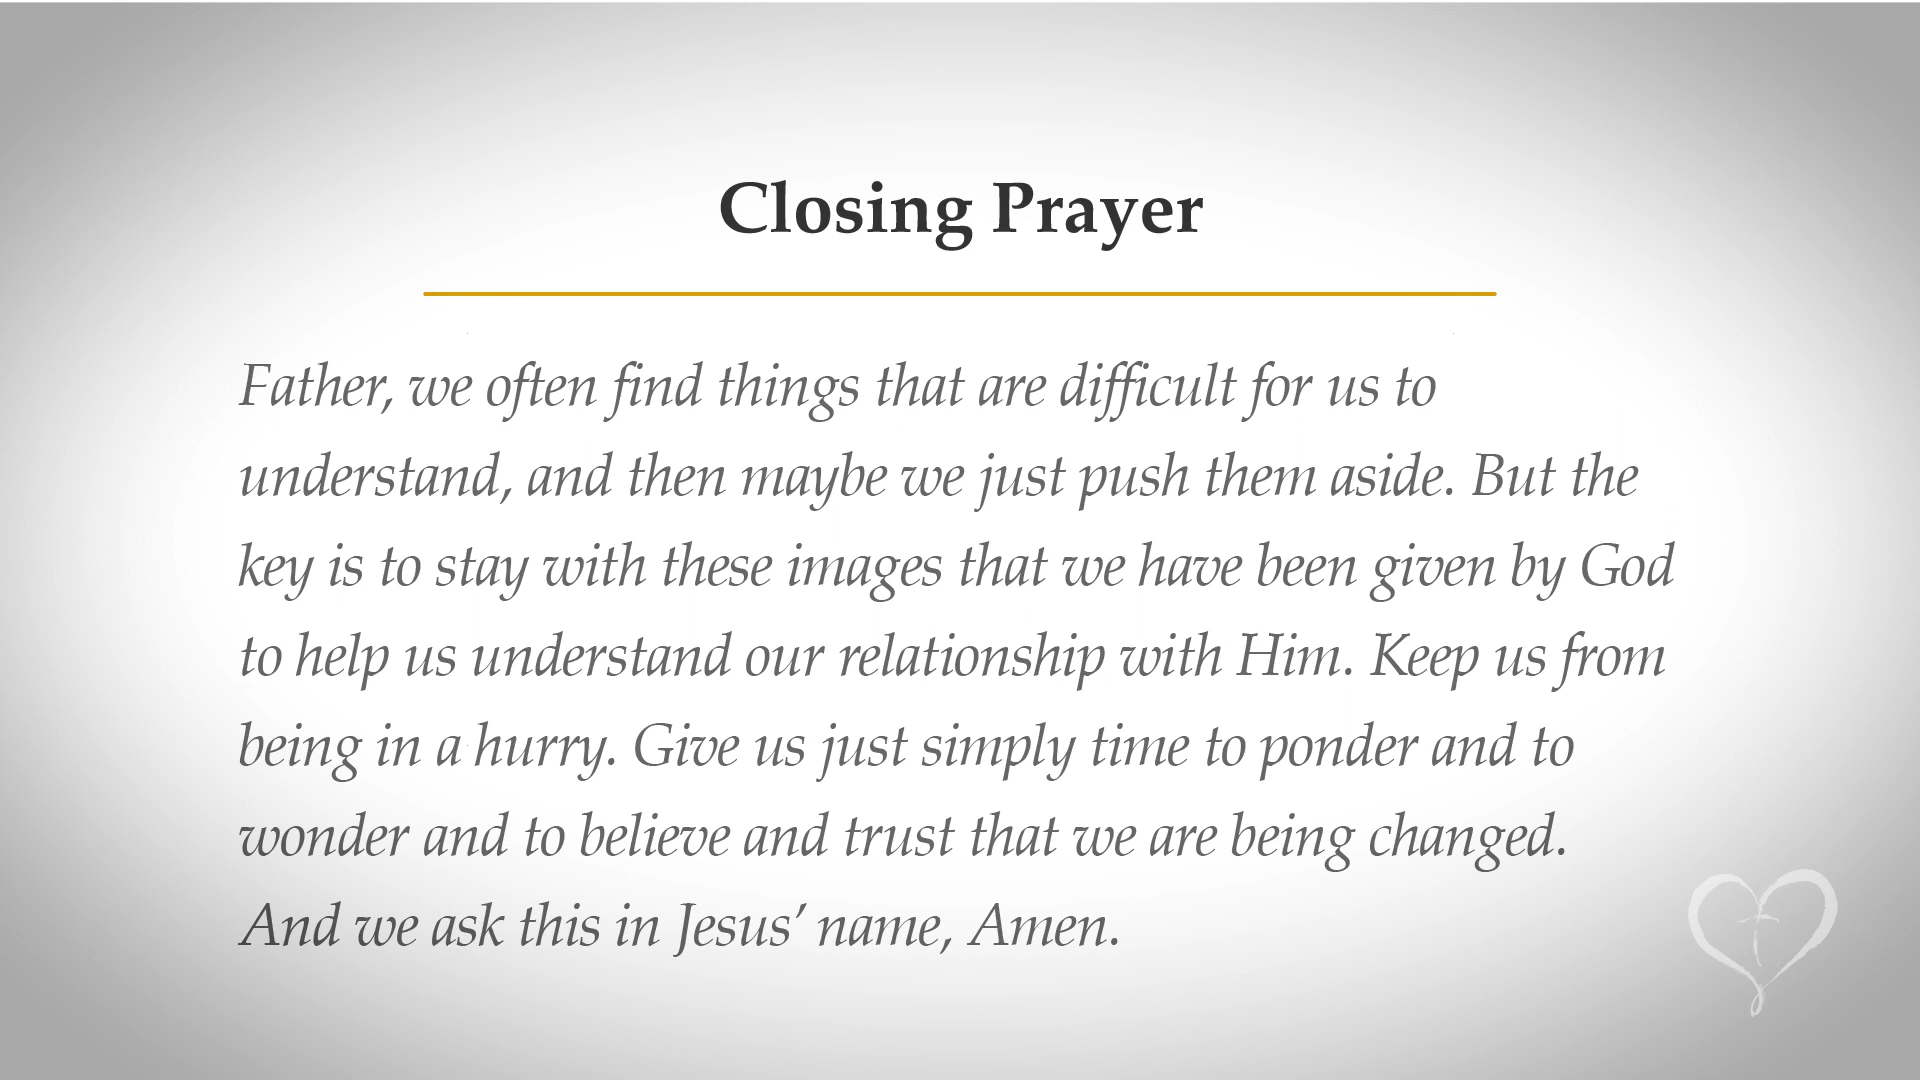 Closing Prayer
Father, we often find things that are difficult for us to
understand, and then maybe we just push them aside. But the
key is to stay with these images that we have been given by God
to help us understand our relationship with Him. Keep us from
being in a hurry. Give us just simply time to ponder and to
wonder and to believe and trust that we are being changed.
And we ask this in Jesus’ name, Amen.